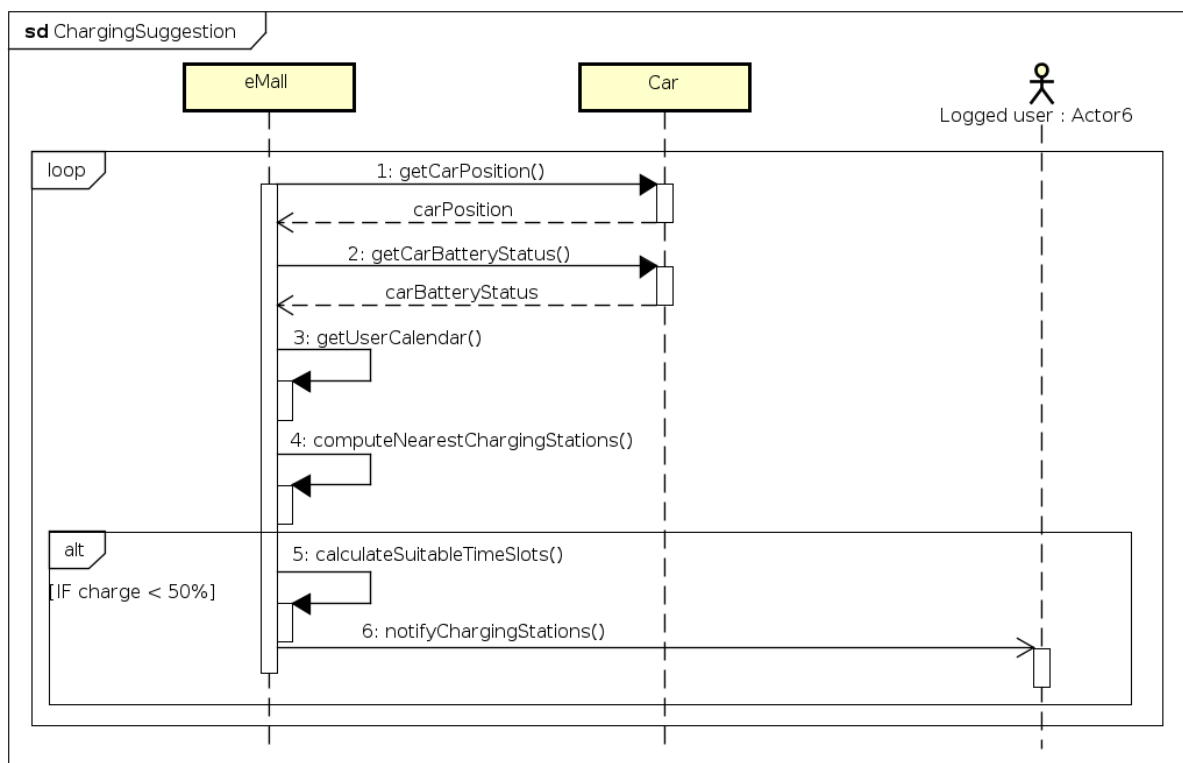 sd ChargingSuggestion
eMall
Car
Logged user : Actor6
loop
1: getCarPosition()
carPosition
2: getCarBatteryStatus()
carBatteryStatus
3: getUserCalendar()
4: computeNearestChargingStations()
alt
5: calculateSuitableTimeSlots()
[IF charge < 50%]
6: notifyChargingStations()